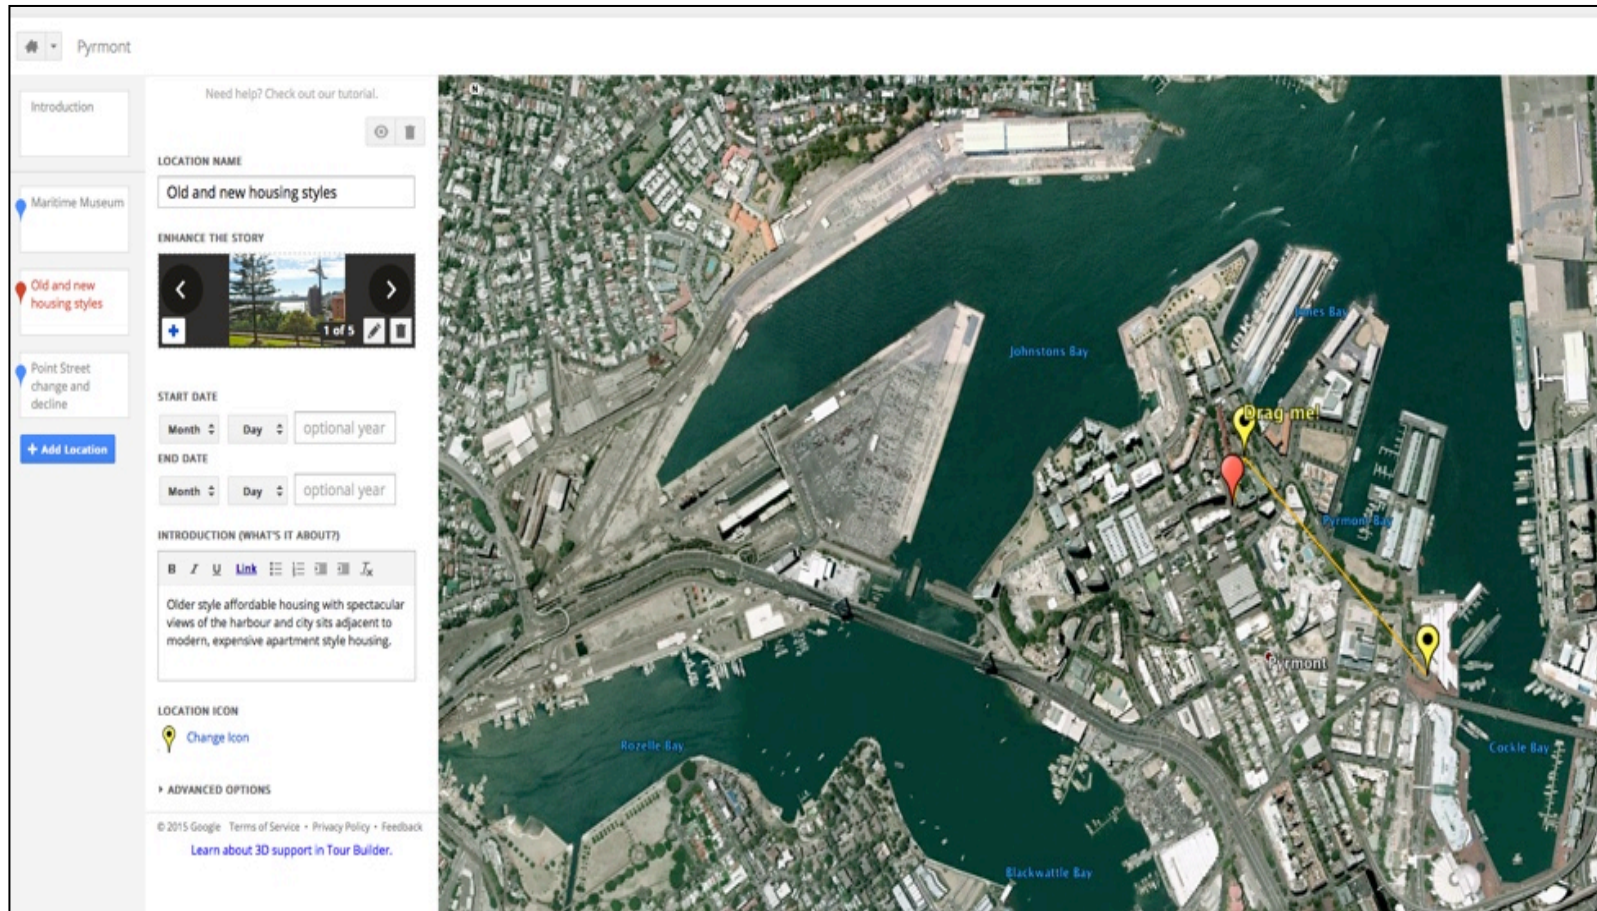 Pyrmont
Introduction
Maritime Museum
Old and new
housing styles
Point Street
change and
decline
+ Add Location
Need help? Check out our tutorial.
LOCATION NAME
Old and new housing styles
ENHANCE THE STORY
1 of 5
START DATE
Month
Day
optional year
END DATE
Month
Day
optional year
INTRODUCTION (WHAT'S IT ABOUT?)
B I U Link
Older style affordable housing with spectacular
views of the harbour and city sits adjacent to
modern, expensive apartment style housing.
LOCATION ICON
Change Icon
ADVANCED OPTIONS
© 2015 Google Terms of Service • Privacy Policy • Feedback
Learn about 3D support in Tour Builder.
Jones Bay
Johnstons Bay
Drag me!
Pyrmont Bay
Pyrmont
Rozelle Bay
Cockle Bay
Blackwattle Bay